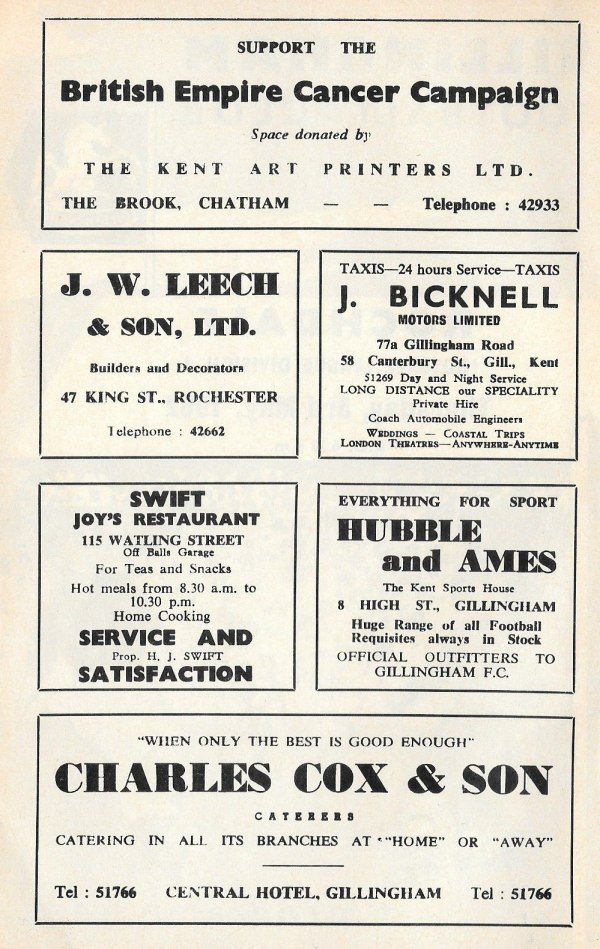 SUPPORT THE
British Empire Cancer Campaign
Space donated by
THE KENT ART PRINTERS LTD.
THE BROOK, CHATHAM — — Telephone : 42933
J. W. LEECH
& SON, LTD.
Builders and Decorators
47 KING ST., ROCHESTER
Telephone : 42662
TAXIS—24 hours Service—TAXIS
J. BICKNELL
MOTORS LIMITED
77a Gillingham Road
58 Canterbury St., Gill., Kent
51269 Day and Night Service
LONG DISTANCE our SPECIALITY
Private Hire
Coach Automobile Engineers
WEDDINGS — COASTAL TRIPS
LONDON THEATRES—ANYWHERE-ANYTIME
SWIFT
JOY'S RESTAURANT
115 WATLING STREET
Off Balls Garage
For Teas and Snacks
Hot meals from 8.30 a.m. to
10.30 p.m.
Home Cooking
SERVICE AND
Prop. H. J. SWIFT
SATISFACTION
EVERYTHING FOR SPORT
HUBBLE
and AMES
The Kent Sports House
8 HIGH ST., GILLINGHAM
Huge Range of all Football
Requisites always in Stock
OFFICIAL OUTFITTERS TO
GILLINGHAM F.C.
"WHEN ONLY THE BEST IS GOOD ENOUGH"
CHARLES COX & SON
CATERERS
CATERING IN ALL ITS BRANCHES AT "HOME" OR "AWAY"
Tel : 51766 CENTRAL HOTEL, GILLINGHAM Tel : 51766